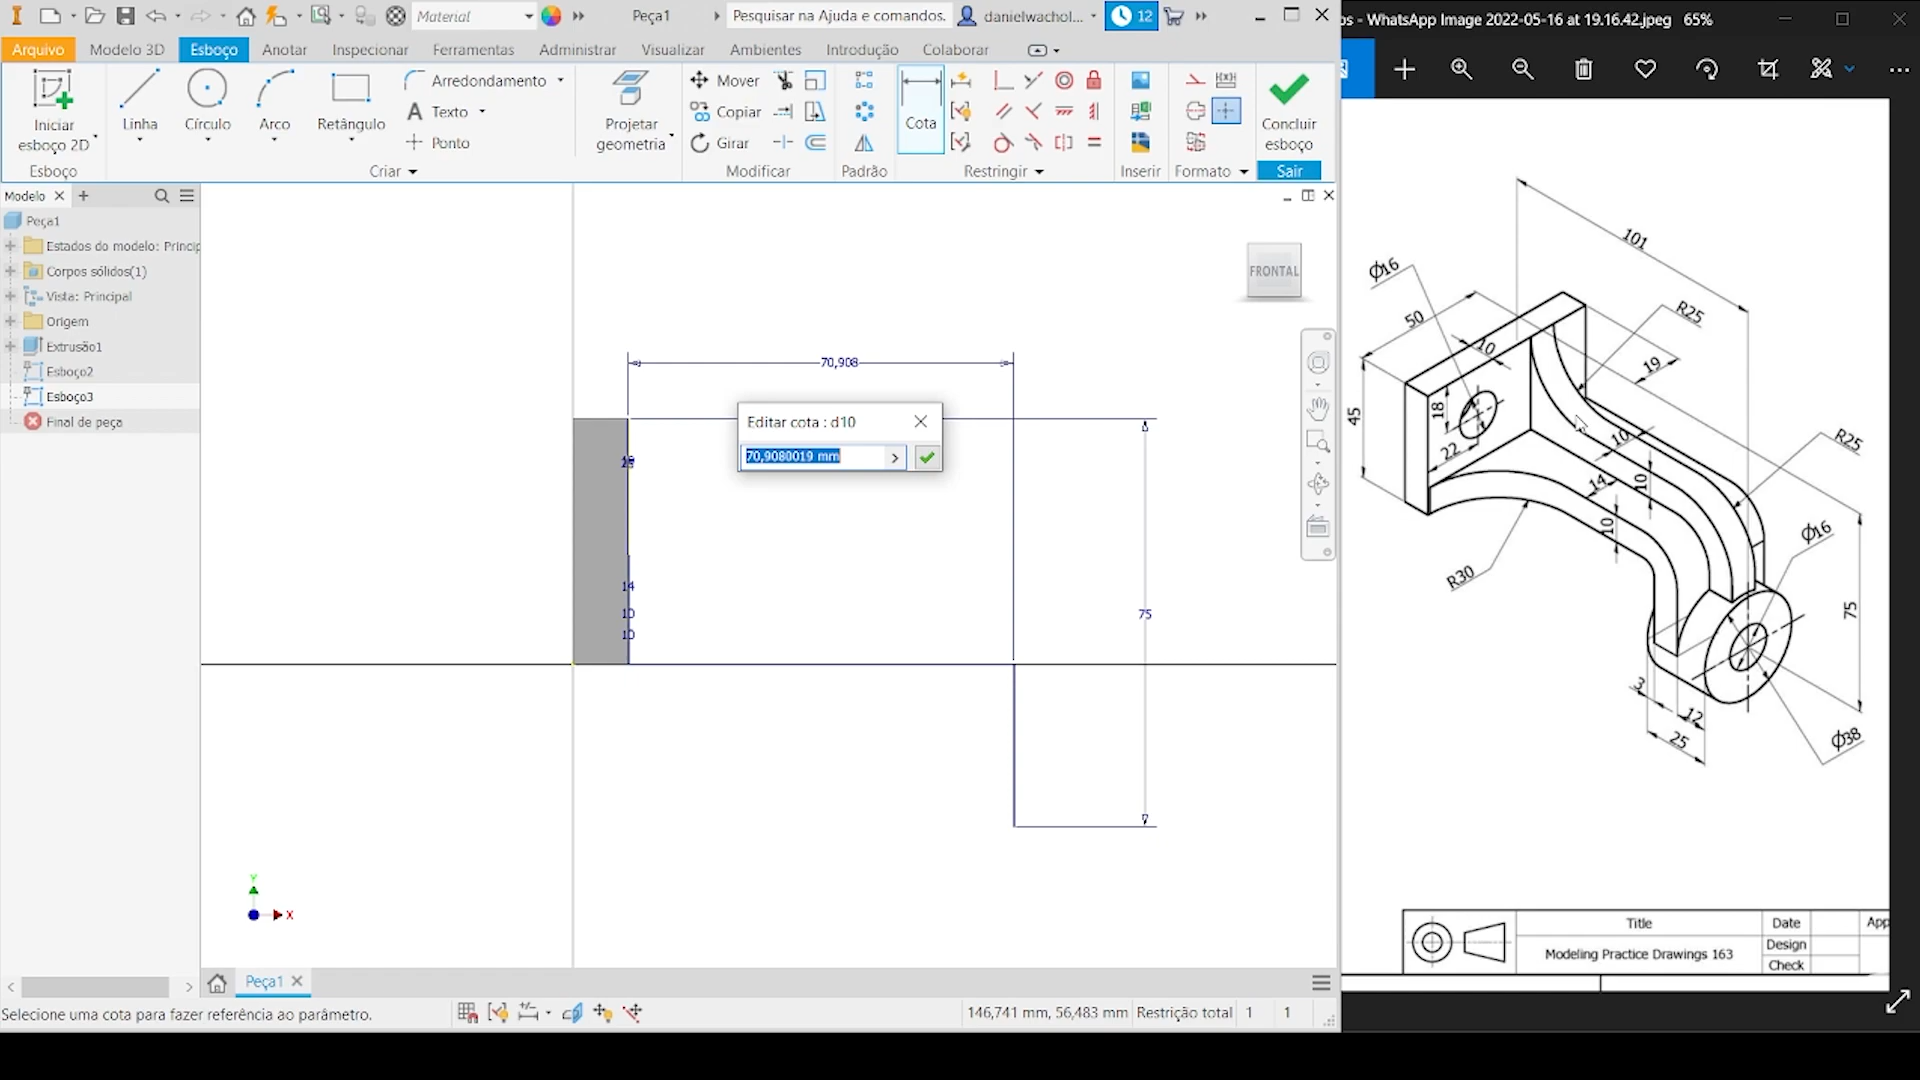 Material
Peça1
Pesquisar na Ajuda e comandos.
danielwachol...
12
Arquivo
Modelo 3D
Esboço
Anotar
Inspecionar
Ferramentas
Administrar
Visualizar
Ambientes
Introdução
Colaborar
Iniciar
esboço 2D
Linha
Círculo
Arco
Retângulo
Arredondamento
Texto
Ponto
Projetar
geometria
Mover
Copiar
Girar
Cota
Concluir
esboço
Esboço
Criar
Modificar
Padrão
Restringir
Inserir
Formato
Sair
Modelo
Peça1
Estados do modelo: Princip
Corpos sólidos(1)
Vista: Principal
Origem
Extrusão1
Esboço2
Esboço3
Final de peça
FRONTAL
70,908
Editar cota : d10
70,9080019 mm
14
10
10
75
Y
X
Peça1
Selecione uma cota para fazer referência ao parâmetro.
146,741 mm, 56,483 mm
Restrição total
1
1
os - WhatsApp Image 2022-05-16 at 19.16.42.jpeg 65%
101
Φ16
50
R25
10
19
45
18
22
10
R25
14
10
10
R30
Φ16
75
3
12
25
Φ38
Title
Modeling Practice Drawings 163
Date
Design
Check
App